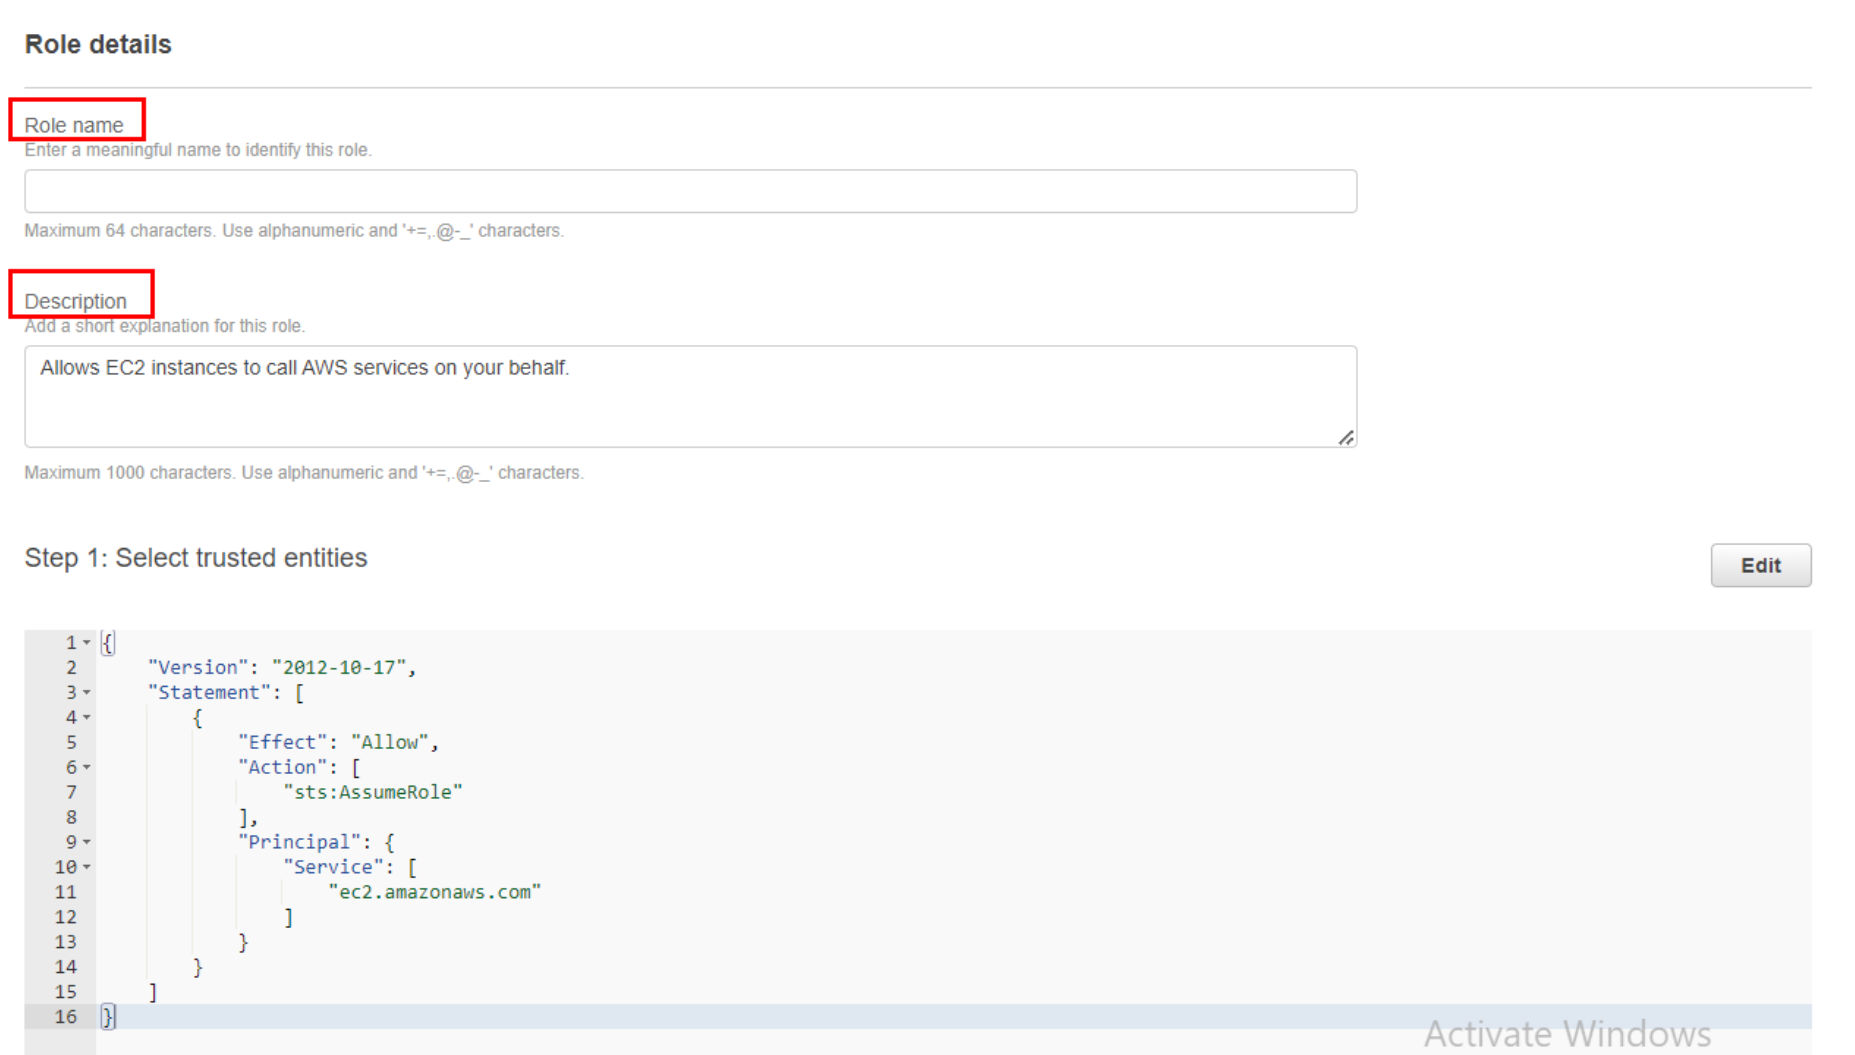 Role details
Role name
Enter a meaningful name to identify this role.
Maximum 64 characters. Use alphanumeric and '+=,.@-_' characters.
Description
Add a short explanation for this role.
Allows EC2 instances to call AWS services on your behalf.
Maximum 1000 characters. Use alphanumeric and '+=,.@-_' characters.
Step 1: Select trusted entities
Edit
1 {
2 "Version": "2012-10-17",
3 "Statement": [
4 {
5 "Effect": "Allow",
6 "Action": [
7 "sts:AssumeRole"
8 ],
9 "Principal": {
10 "Service": [
11 "ec2.amazonaws.com"
12 ]
13 }
14 }
15 ]
16 }
Activate Windows